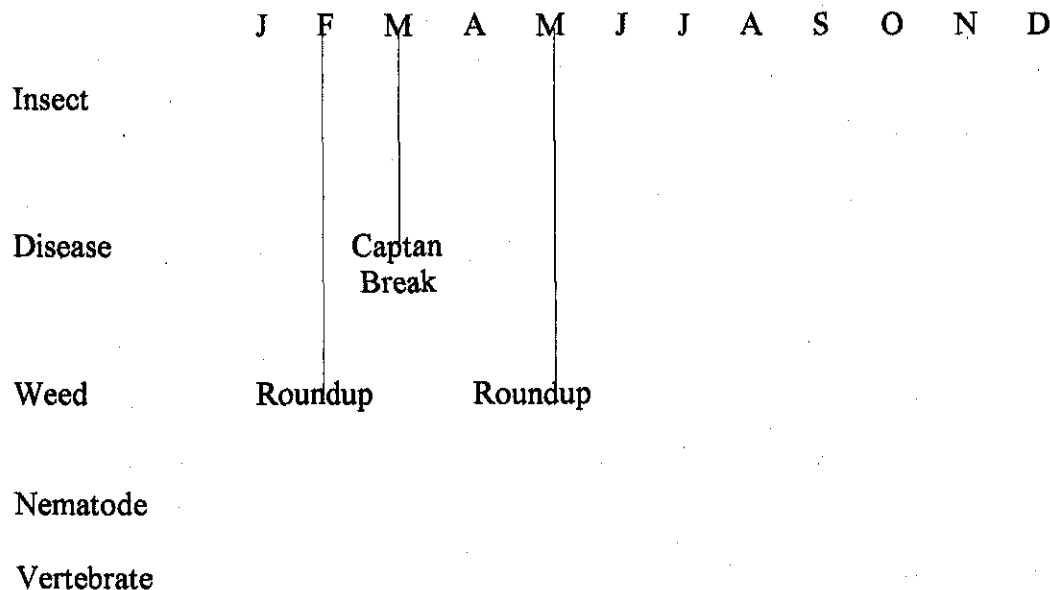 J F M A M J J A S O N D
Insect
Disease Captan
Break
Weed Roundup Roundup
Nematode
Vertebrate